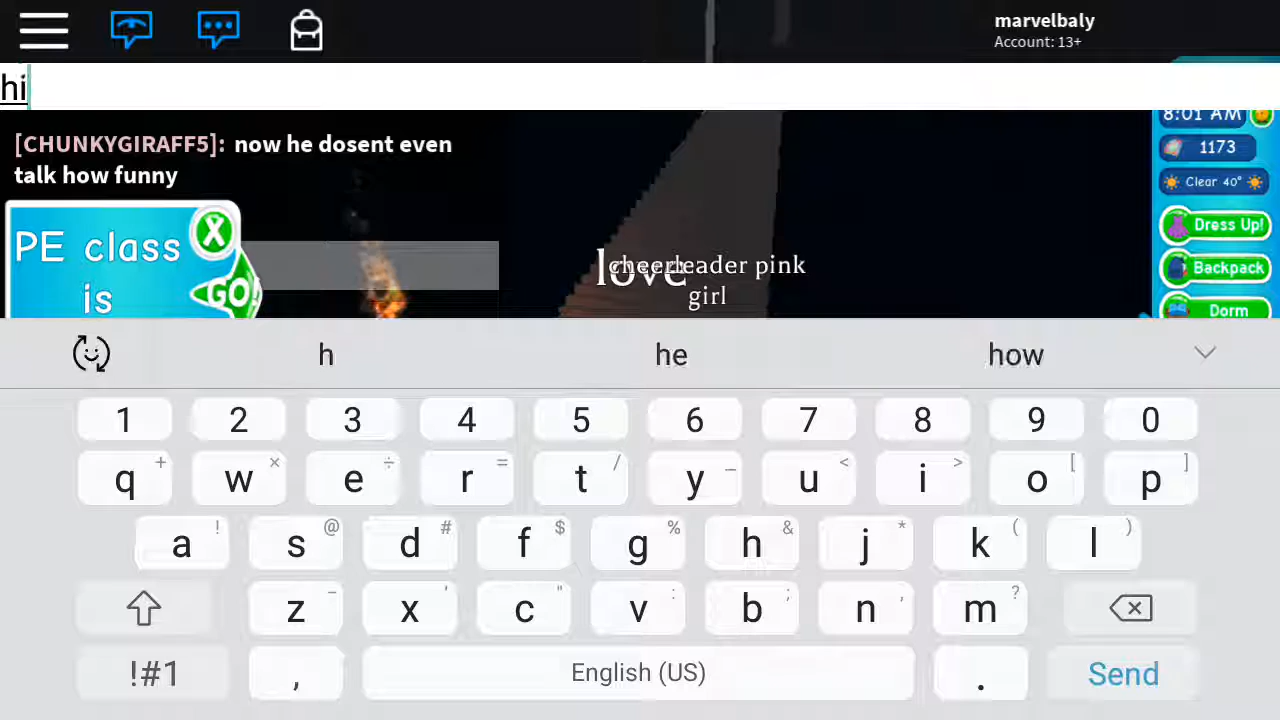 marvelbaly
Account: 13+
hi
8:01 AM
[CHUNKYGIRAFF5]: now he dosent even
talk how funny
1173
Clear 40°
X
PE class
is
GO!
love
cheerleader pink
girl
Dress Up!
Backpack
Dorm
h he how
1 2 3 4 5 6 7 8 9 0
q + w × e ÷ r = t / y _ u < i > o [ p ]
a ! s @ d # f $ g % h & j * k ( l )
z - x ' c " v : b ; n , m ?
!#1 , English (US) . Send